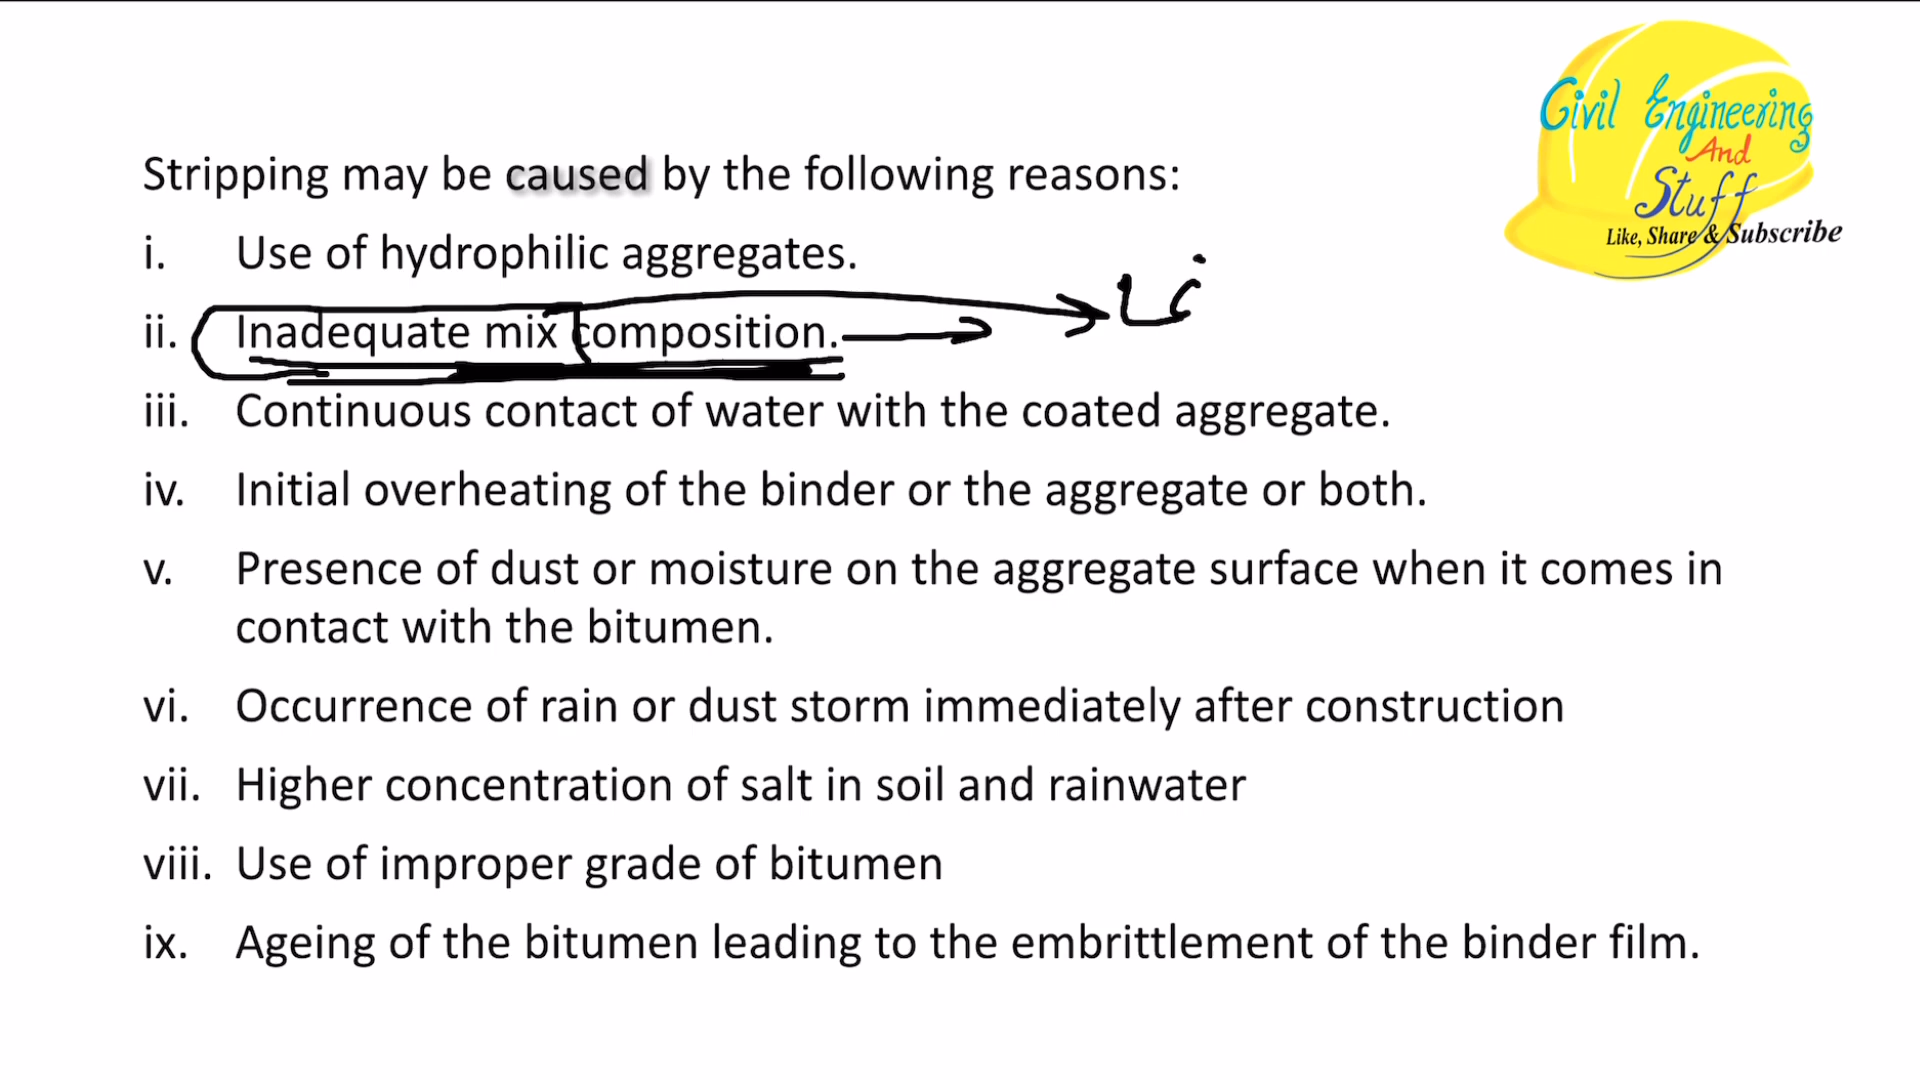 Civil Engineering
And
Stuff
Like, Share & Subscribe
Stripping may be caused by the following reasons:
i. Use of hydrophilic aggregates.
ii. Inadequate mix composition.
iii. Continuous contact of water with the coated aggregate.
iv. Initial overheating of the binder or the aggregate or both.
v. Presence of dust or moisture on the aggregate surface when it comes in
contact with the bitumen.
vi. Occurrence of rain or dust storm immediately after construction
vii. Higher concentration of salt in soil and rainwater
viii. Use of improper grade of bitumen
ix. Ageing of the bitumen leading to the embrittlement of the binder film.